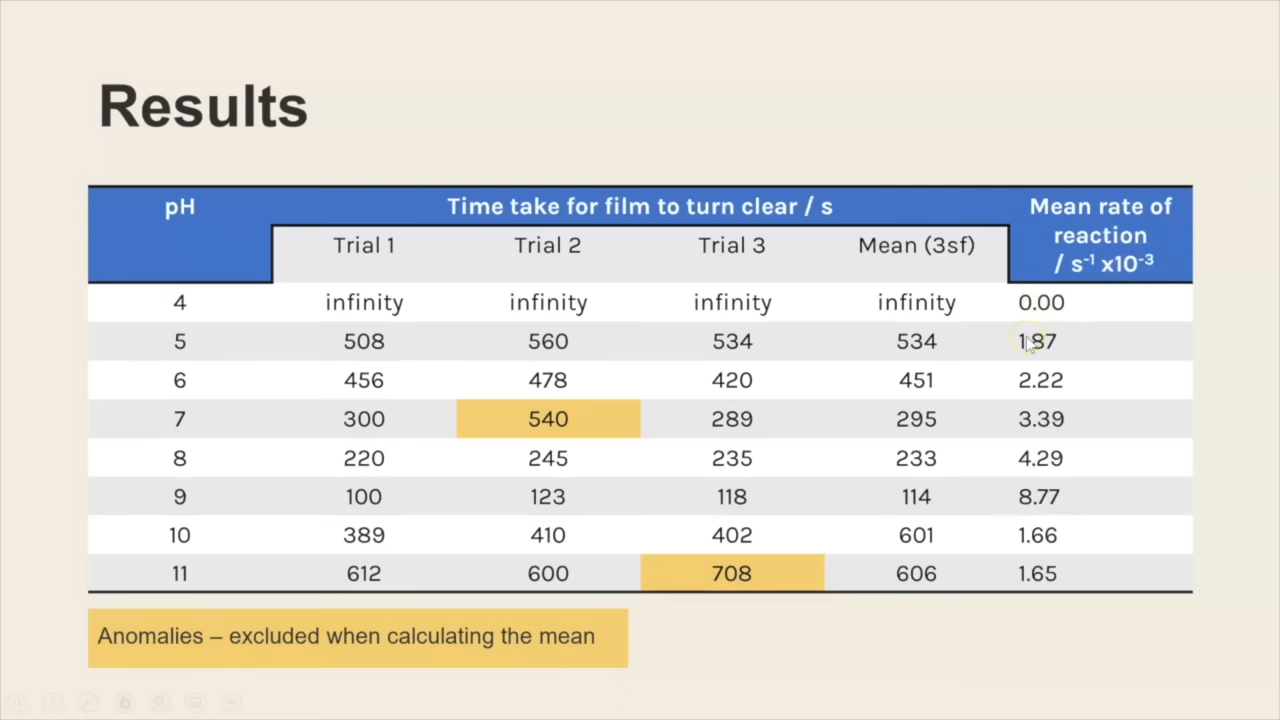 Results
pH Time take for film to turn clear / s Mean rate of
reaction
/ s⁻¹ x10⁻³
Trial 1 Trial 2 Trial 3 Mean (3sf)
4 infinity infinity infinity infinity 0.00
5 508 560 534 534 1.87
6 456 478 420 451 2.22
7 300 540 289 295 3.39
8 220 245 235 233 4.29
9 100 123 118 114 8.77
10 389 410 402 601 1.66
11 612 600 708 606 1.65
Anomalies – excluded when calculating the mean